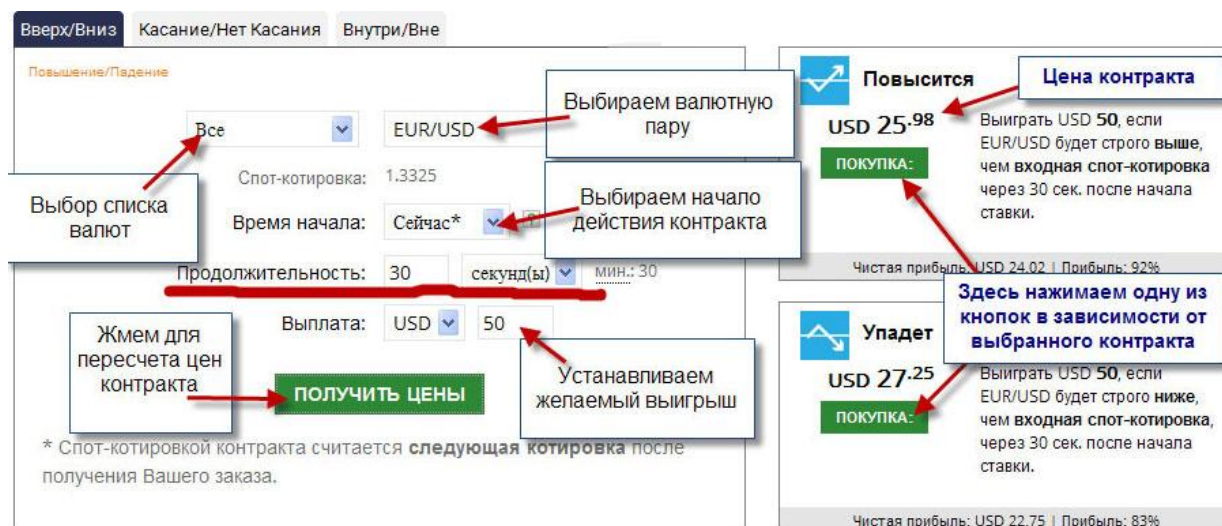 Вверх/Вниз Касание/Нет Касания Внутри/Вне
Повышение/Падение
Все EUR/USD
Выбираем валютную
пару
Спот-котировка: 1.3325
Выбор списка
валют
Время начала: Сейчас*
Выбираем начало
действия контракта
Продолжительность: 30 секунд(ы) мин.: 30
Выплата: USD 50
Жмем для
пересчета цен
контракта
Устанавливаем
желаемый выигрыш
ПОЛУЧИТЬ ЦЕНЫ
* Спот-котировкой контракта считается следующая котировка после
получения Вашего заказа.
Повысится
Цена контракта
USD 25.98
ПОКУПКА:
Выиграть USD 50, если
EUR/USD будет строго выше,
чем входная спот-котировка
через 30 сек. после начала
ставки.
Чистая прибыль: USD 24.02 | Прибыль: 92%
Здесь нажимаем одну из
кнопок в зависимости от
выбранного контракта
Упадет
USD 27.25
ПОКУПКА:
Выиграть USD 50, если
EUR/USD будет строго ниже,
чем входная спот-котировка,
через 30 сек. после начала
ставки.
Чистая прибыль: USD 22.75 | Прибыль: 83%